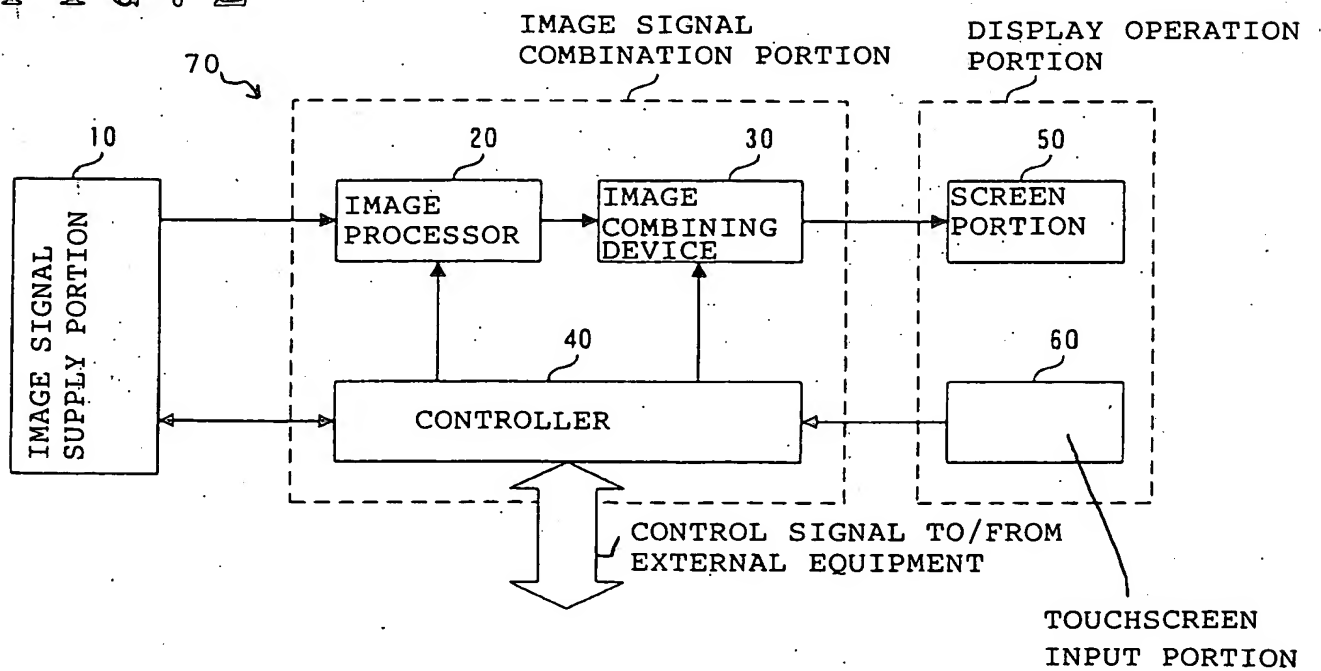 IMAGE SIGNAL
COMBINATION PORTION
DISPLAY OPERATION
PORTION
70
10
20
30
50
IMAGE SIGNAL
SUPPLY PORTION
IMAGE
PROCESSOR
IMAGE
COMBINING
DEVICE
SCREEN
PORTION
40
60
CONTROLLER
CONTROL SIGNAL TO/FROM
EXTERNAL EQUIPMENT
TOUCHSCREEN
INPUT PORTION